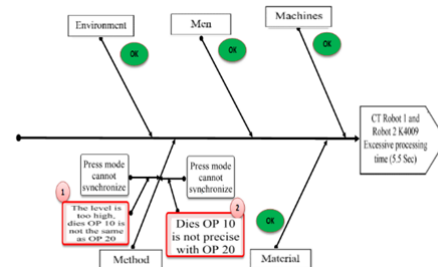 Environment
Men
Machines
OK
OK
OK
CT Robot 1 and
Robot 2 K4009
Excessive processing
time (5.5 Sec)
Press mode
cannot
synchronize
Press mode
cannot
synchronize
1
The level is
too high,
dies OP 10 is
not the same
as OP 20
2
Dies OP 10
is not precise
with OP 20
OK
Method
Material